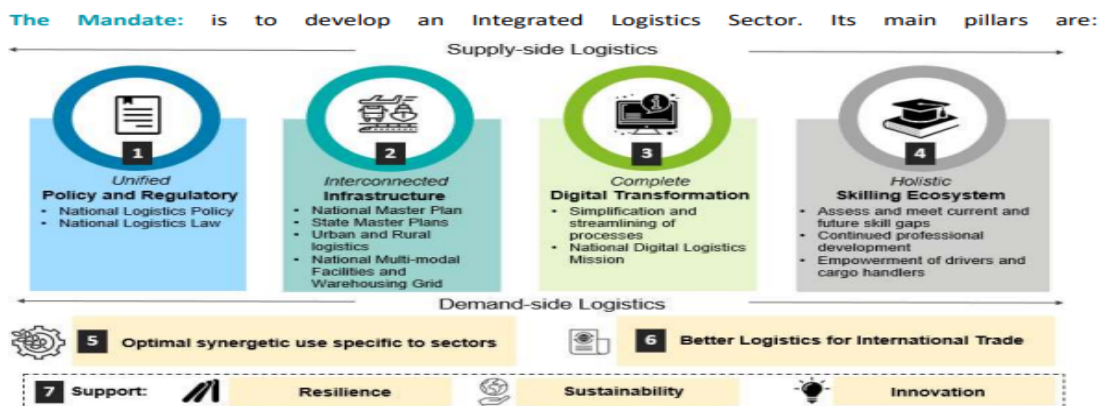 The Mandate: is to develop an Integrated Logistics Sector. Its main pillars are:
Supply-side Logistics
1
Unified
Policy and Regulatory
• National Logistics Policy
• National Logistics Law
2
Interconnected
Infrastructure
• National Master Plan
• State Master Plans
• Urban and Rural
logistics
• National Multi-modal
Facilities and
Warehousing Grid
3
Complete
Digital Transformation
• Simplification and
streamlining of
processes
• National Digital Logistics
Mission
4
Holistic
Skilling Ecosystem
• Assess and meet current and
future skill gaps
• Continued professional
development
• Empowerment of drivers and
cargo handlers
Demand-side Logistics
5 Optimal synergetic use specific to sectors
6 Better Logistics for International Trade
7 Support: Resilience Sustainability Innovation